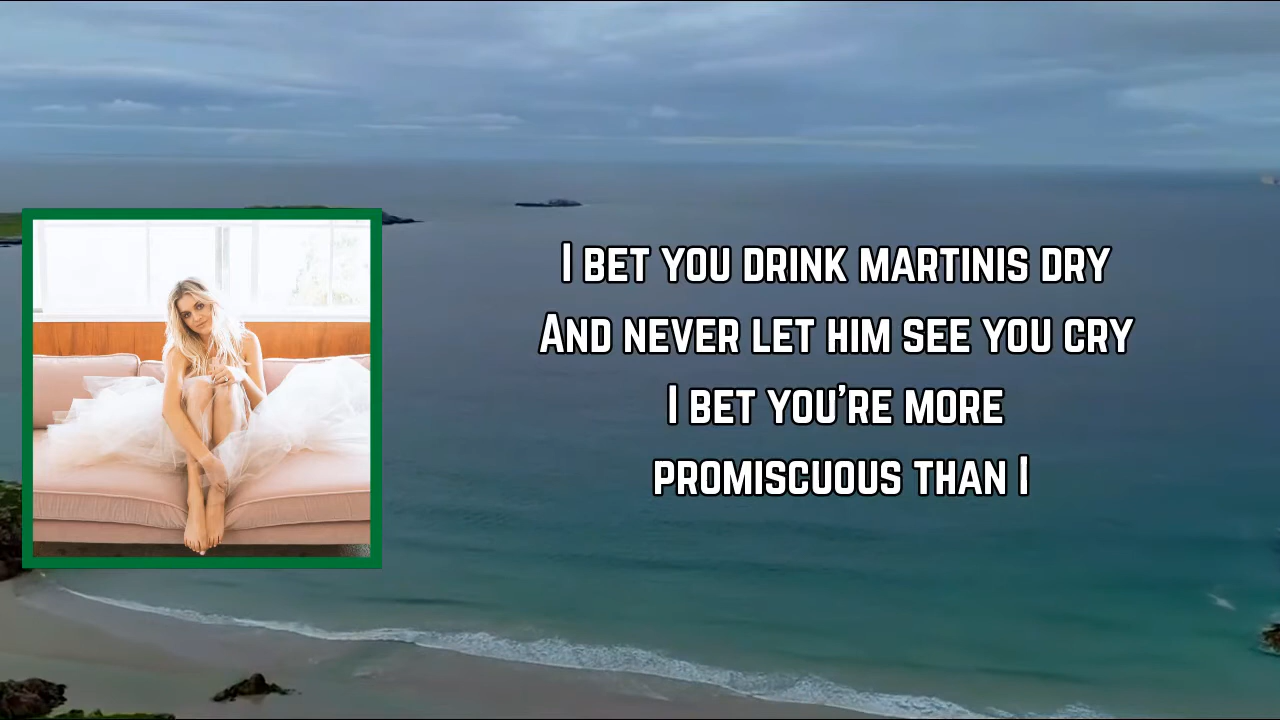 I BET YOU DRINK MARTINIS DRY
AND NEVER LET HIM SEE YOU CRY
I BET YOU'RE MORE
PROMISCUOUS THAN I